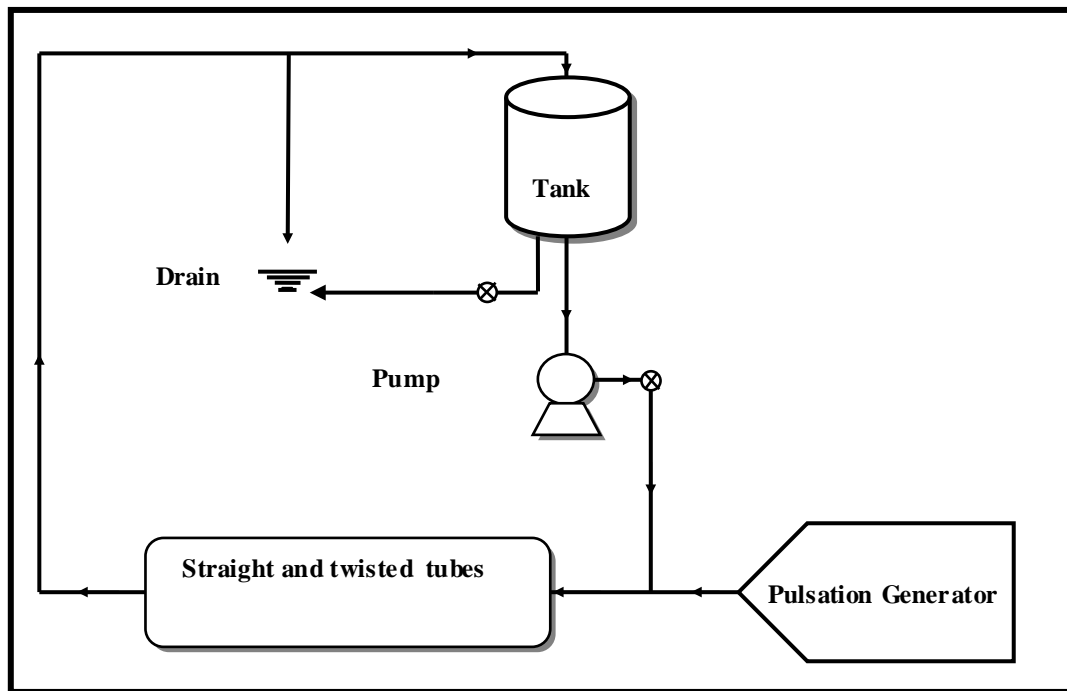 Tank
Drain
Pump
Straight and twisted tubes
Pulsation Generator